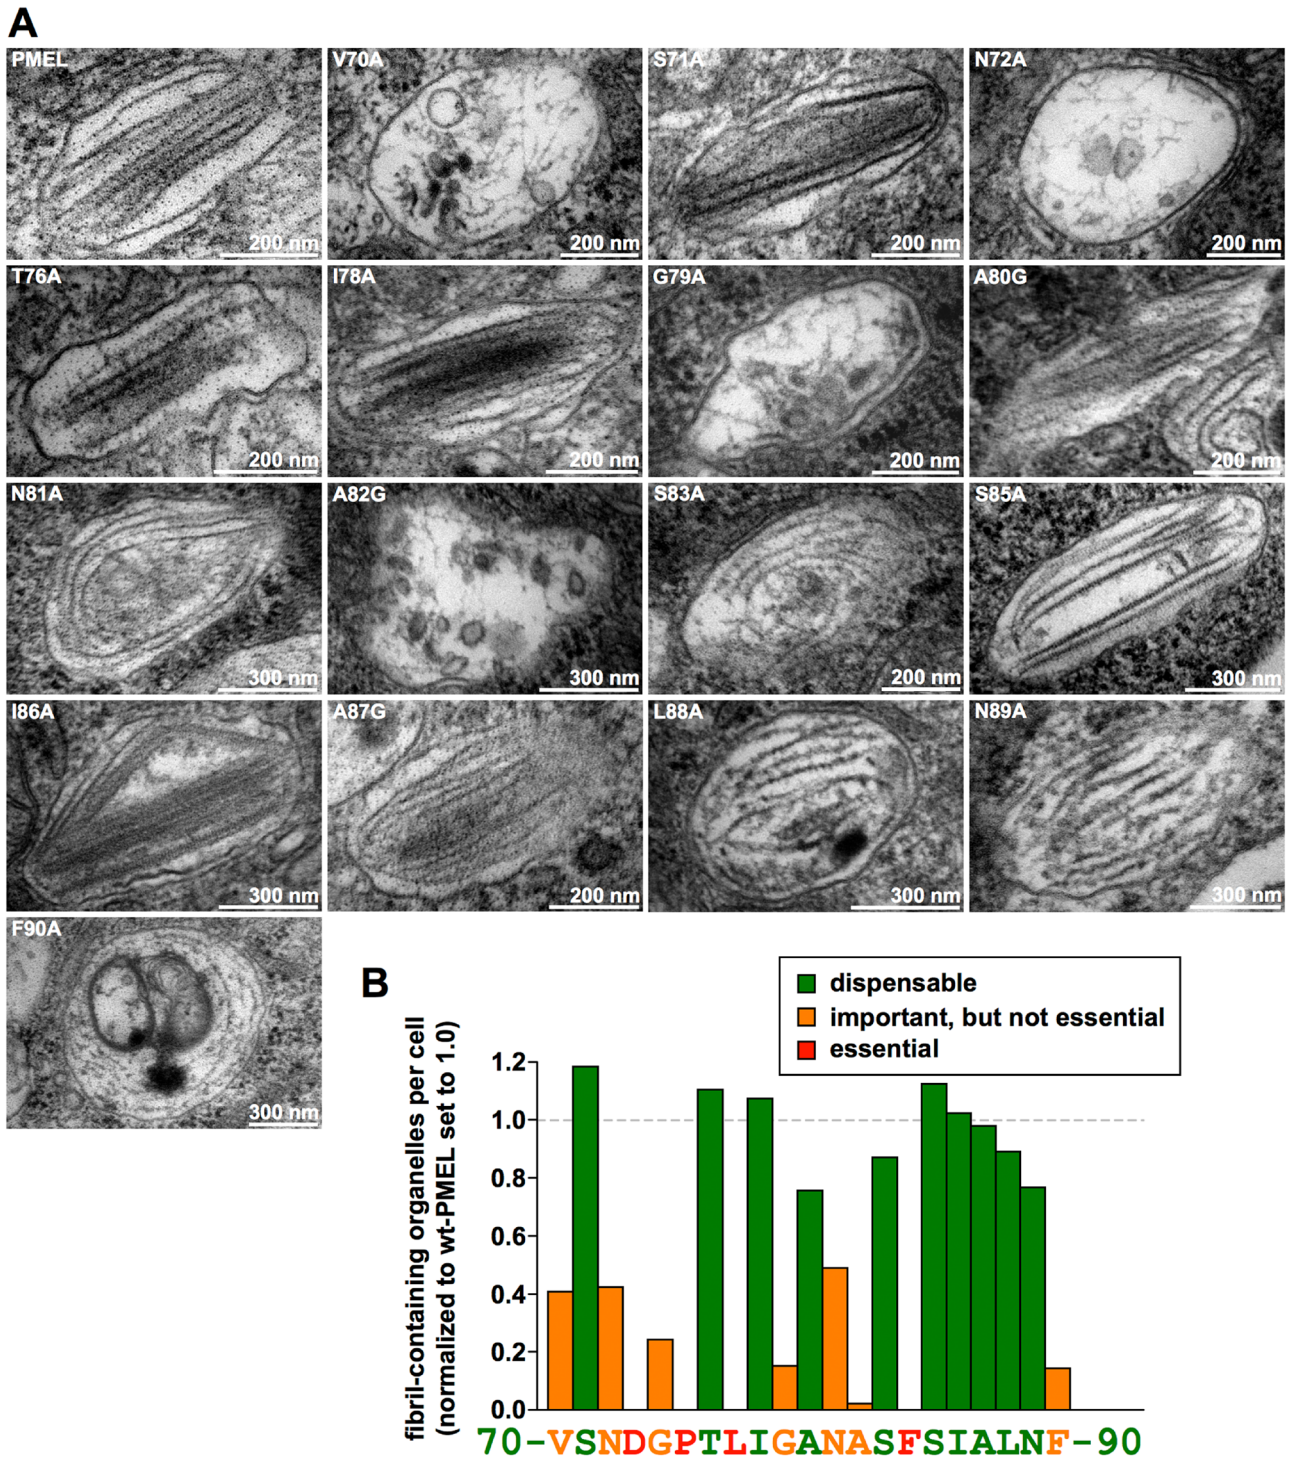 A
PMEL
V70A
S71A
N72A
200 nm
200 nm
200 nm
200 nm
T76A
I78A
G79A
A80G
200 nm
200 nm
200 nm
200 nm
N81A
A82G
S83A
S85A
300 nm
300 nm
200 nm
300 nm
I86A
A87G
L88A
N89A
300 nm
200 nm
300 nm
300 nm
F90A
300 nm
B
dispensable
important, but not essential
essential
fibril-containing organelles per cell
(normalized to wt-PMEL set to 1.0)
1.2
1.0
0.8
0.6
0.4
0.2
0.0
70-VSNDGPTLIGANASFSIALNF-90